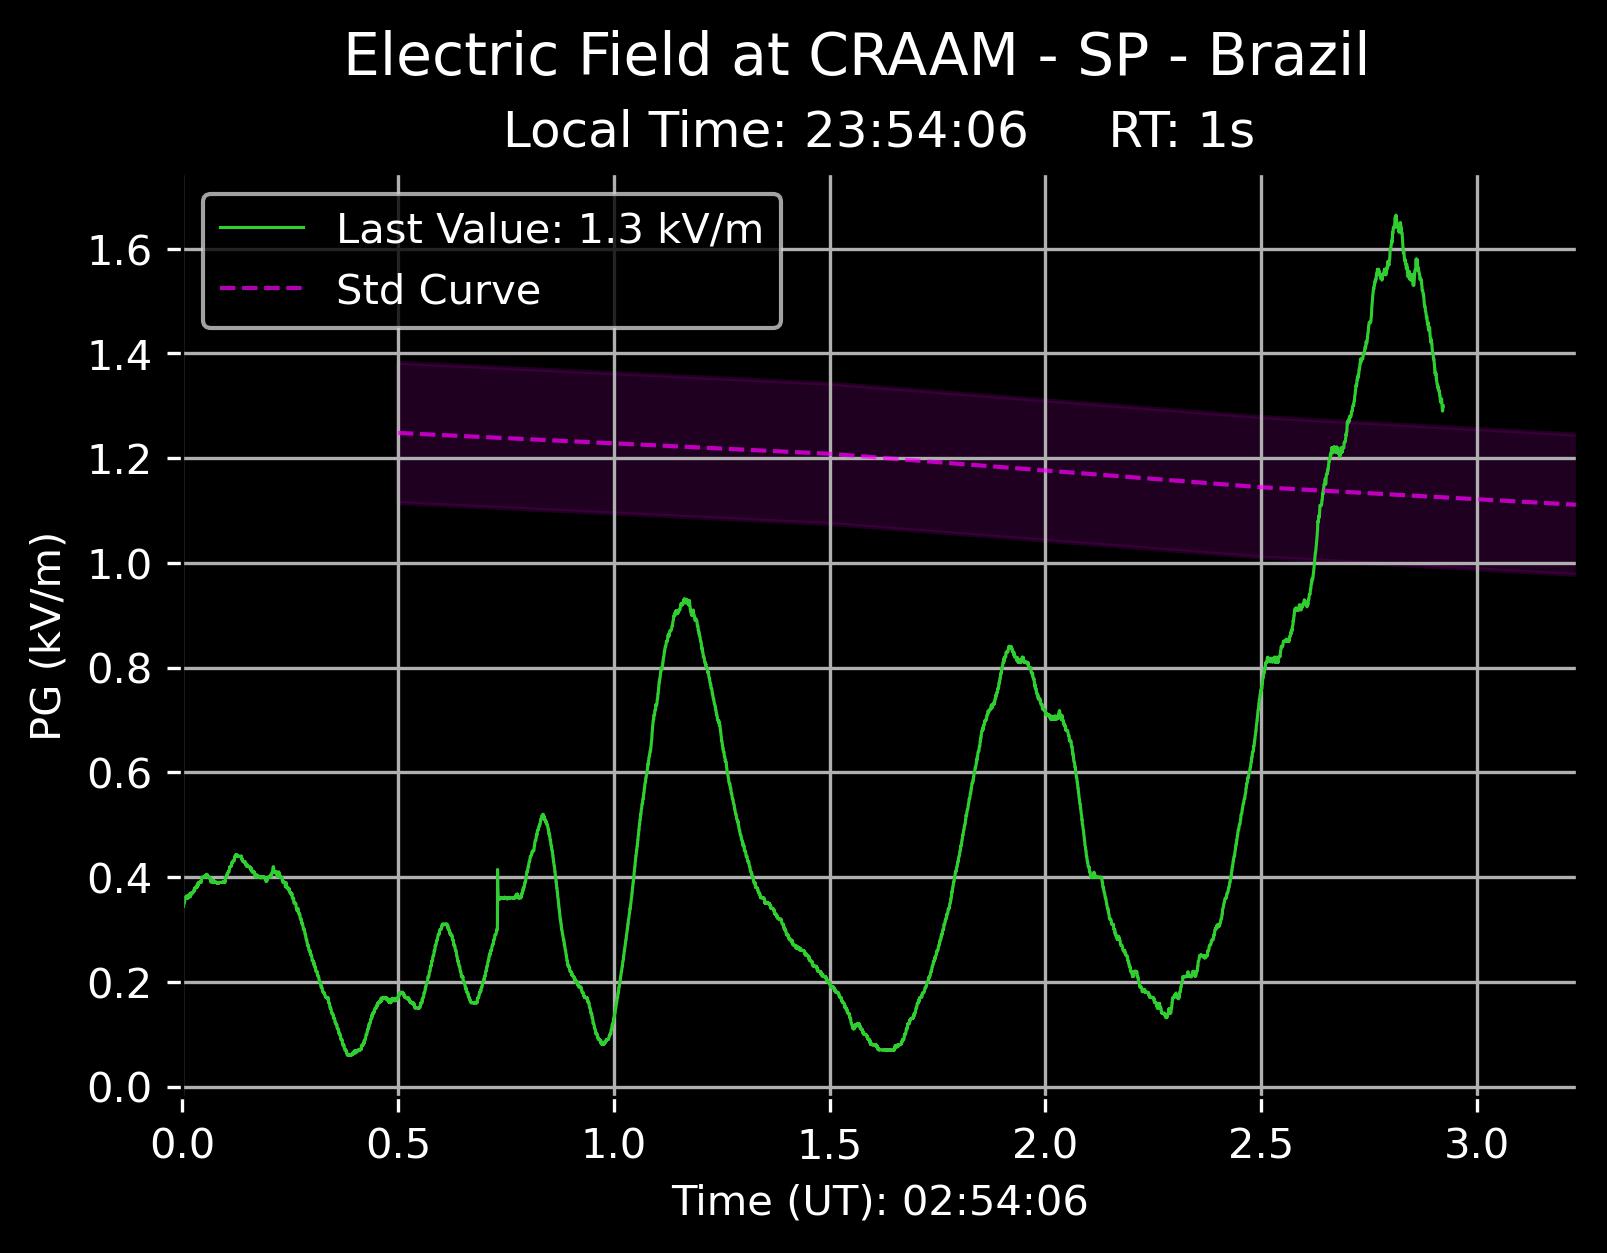 Electric Field at CRAAM - SP - Brazil
Local Time: 23:54:06 RT: 1s
Last Value: 1.3 kV/m
Std Curve
PG (kV/m)
1.6
1.4
1.2
1.0
0.8
0.6
0.4
0.2
0.0
0.0 0.5 1.0 1.5 2.0 2.5 3.0
Time (UT): 02:54:06